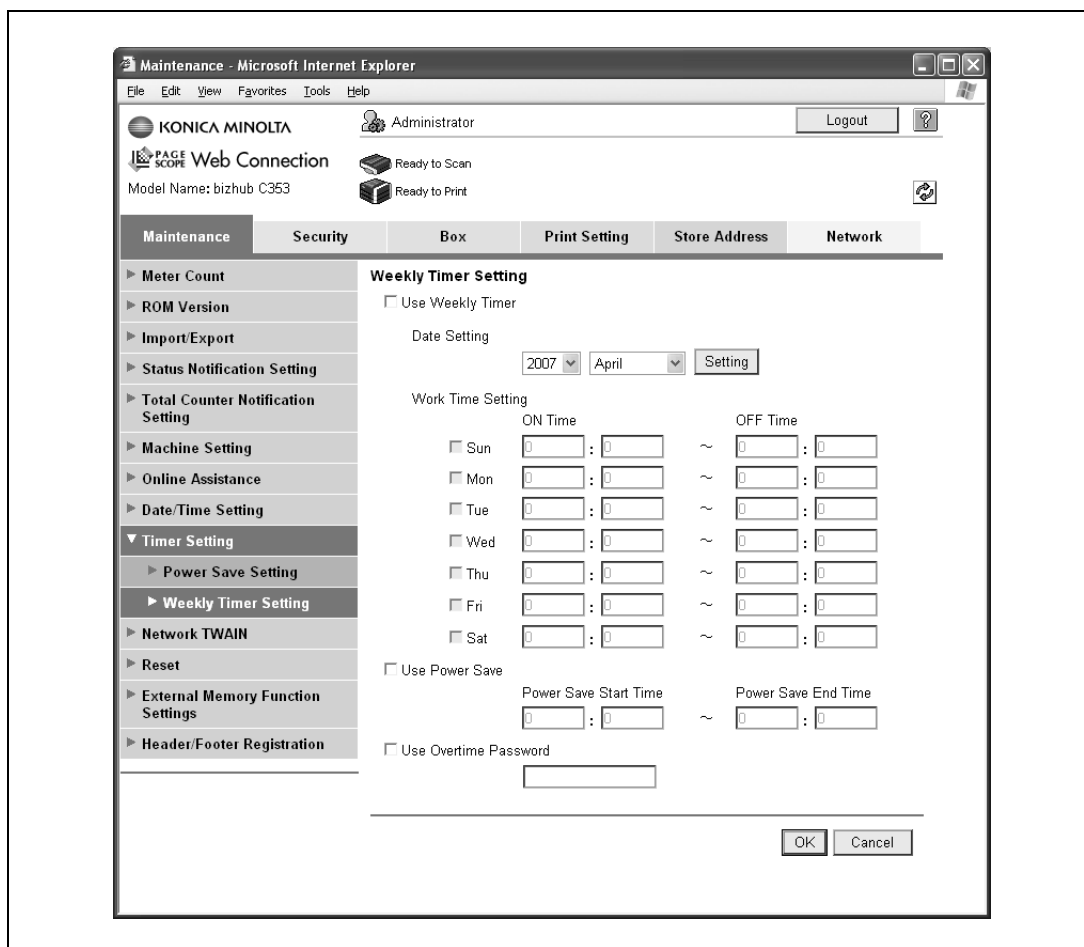 Maintenance - Microsoft Internet Explorer
File Edit View Favorites Tools Help
KONICA MINOLTA
Administrator
Logout
?
PAGE SCOPE Web Connection
Ready to Scan
Model Name: bizhub C353
Ready to Print
Maintenance Security Box Print Setting Store Address Network
Meter Count
ROM Version
Import/Export
Status Notification Setting
Total Counter Notification
Setting
Machine Setting
Online Assistance
Date/Time Setting
Timer Setting
Power Save Setting
Weekly Timer Setting
Network TWAIN
Reset
External Memory Function
Settings
Header/Footer Registration
Weekly Timer Setting
Use Weekly Timer
Date Setting
2007 April Setting
Work Time Setting
ON Time OFF Time
Sun 0 : 0 ~ 0 : 0
Mon 0 : 0 ~ 0 : 0
Tue 0 : 0 ~ 0 : 0
Wed 0 : 0 ~ 0 : 0
Thu 0 : 0 ~ 0 : 0
Fri 0 : 0 ~ 0 : 0
Sat 0 : 0 ~ 0 : 0
Use Power Save
Power Save Start Time Power Save End Time
0 : 0 ~ 0 : 0
Use Overtime Password
OK Cancel